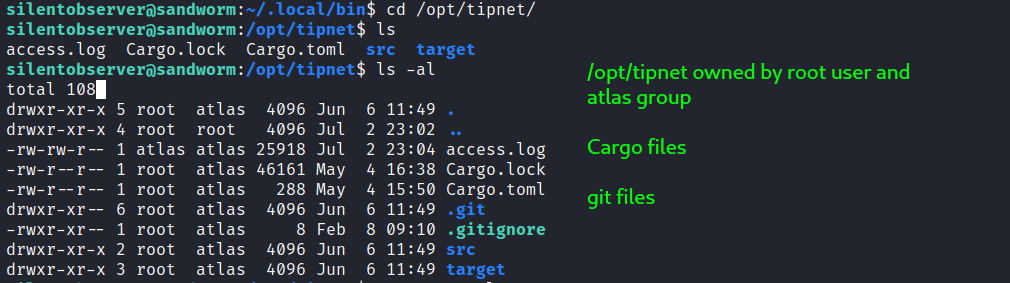 silentobserver@sandworm:~/.local/bin$ cd /opt/tipnet/
silentobserver@sandworm:/opt/tipnet$ ls
access.log  Cargo.lock  Cargo.toml  src  target
silentobserver@sandworm:/opt/tipnet$ ls -al
total 108
drwxr-xr-x 5 root  atlas  4096 Jun  6 11:49 .
drwxr-xr-x 4 root  root   4096 Jul  2 23:02 ..
-rw-rw-r-- 1 atlas atlas 25918 Jul  2 23:04 access.log
-rw-r--r-- 1 root  atlas 46161 May  4 16:38 Cargo.lock
-rw-r--r-- 1 root  atlas   288 May  4 15:50 Cargo.toml
drwxr-xr-- 6 root  atlas  4096 Jun  6 11:49 .git
-rwxr-xr-- 1 root  atlas     8 Feb  8 09:10 .gitignore
drwxr-xr-x 2 root  atlas  4096 Jun  6 11:49 src
drwxr-xr-x 3 root  atlas  4096 Jun  6 11:49 target
/opt/tipnet owned by root user and
atlas group
Cargo files
git files